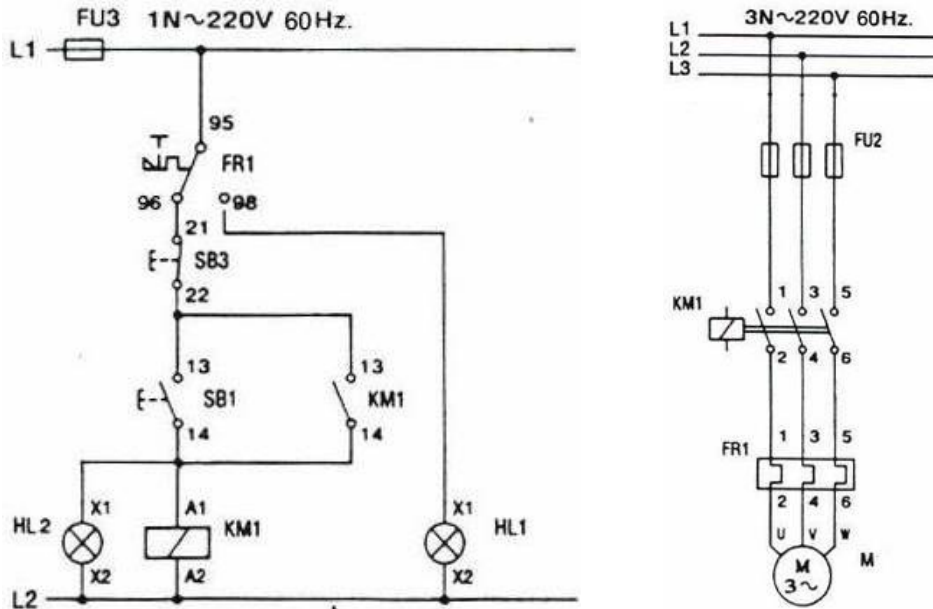 FU3 1N~220V 60Hz.
L1
95
FR1
96
98
21
SB3
22
13
SB1
14
13
KM1
14
HL2
X1
X2
A1
KM1
A2
X1
HL1
X2
L2
3N~220V 60Hz.
L1
L2
L3
FU2
1 3 5
KM1
2 4 6
1 3 5
FR1
2 4 6
U V W
M
3~
M